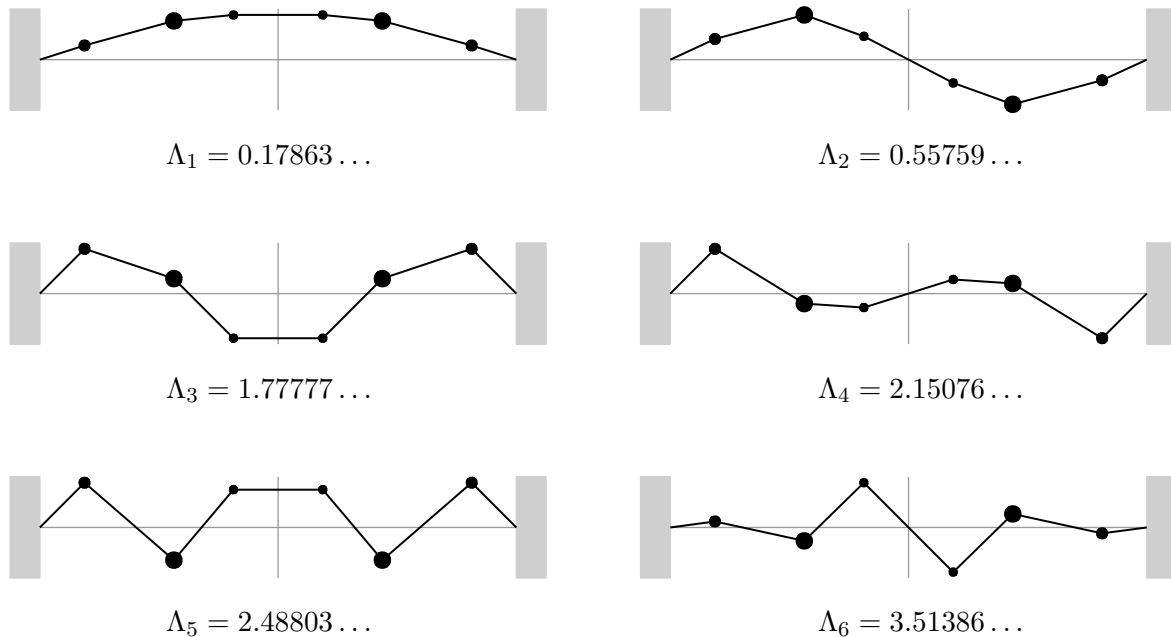 Λ₁ = 0.17863…
Λ₂ = 0.55759…
Λ₃ = 1.77777…
Λ₄ = 2.15076…
Λ₅ = 2.48803…
Λ₆ = 3.51386…